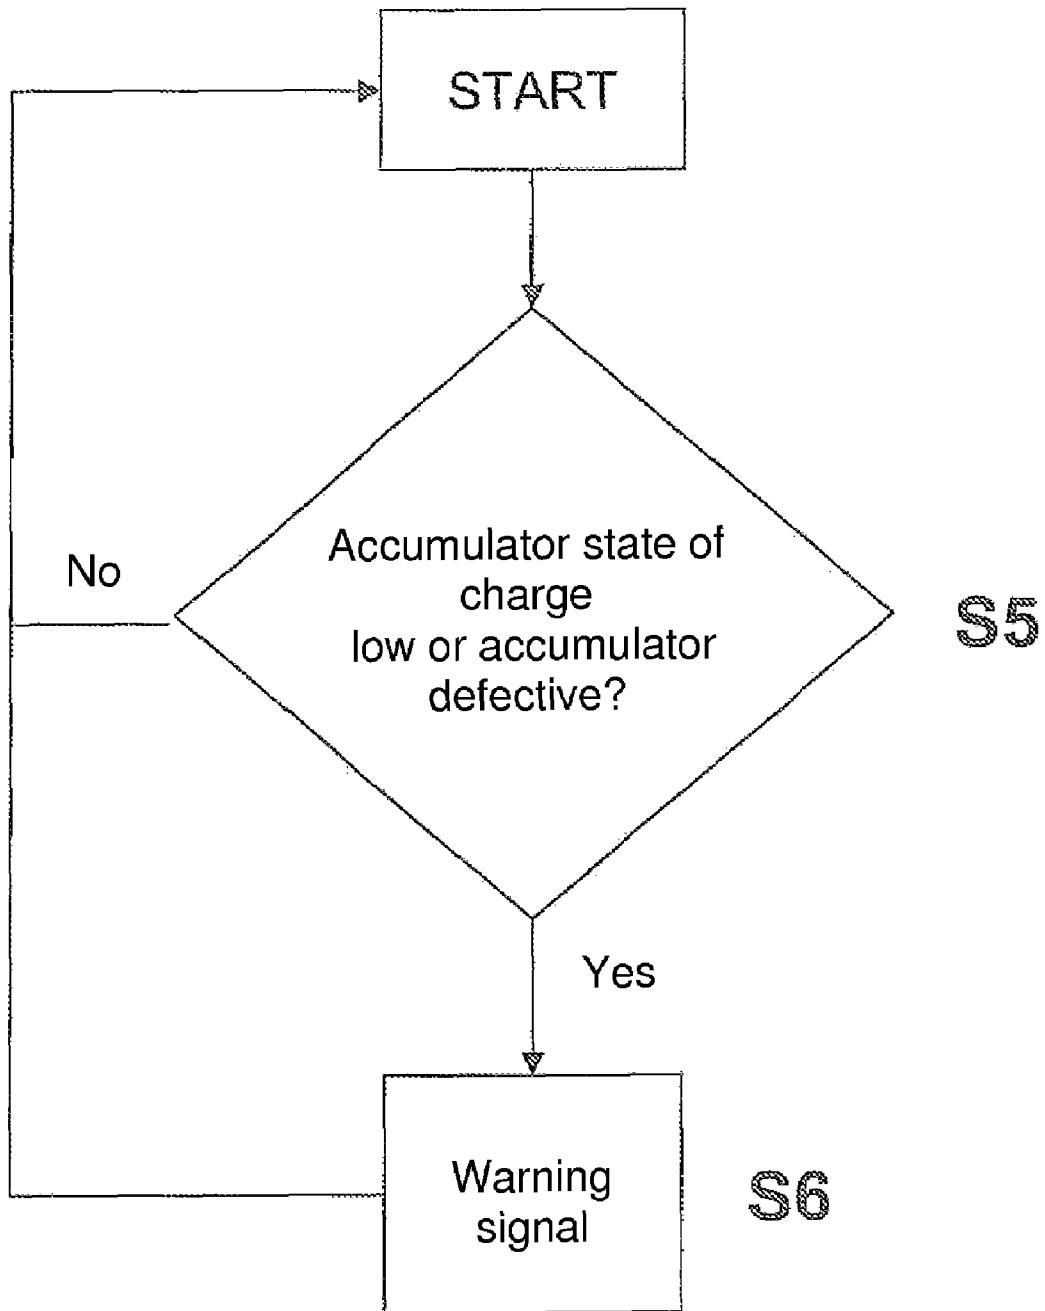 START
Accumulator state of
charge
low or accumulator
defective?
No
S5
Yes
Warning
signal
S6